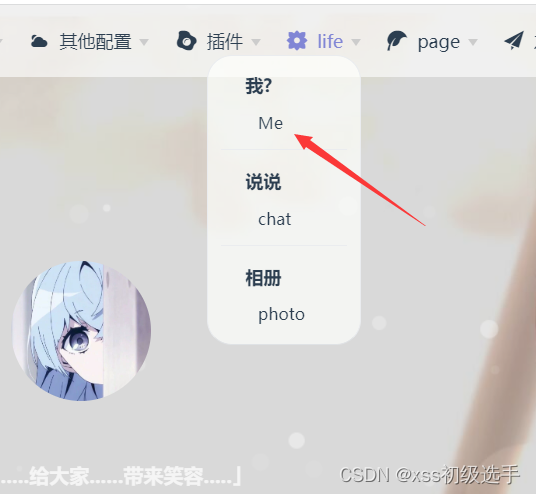 其他配置 插件 life page
我?
Me
说说
chat
相册
photo
......给大家......带来笑容.....」
CSDN @xss初级选手